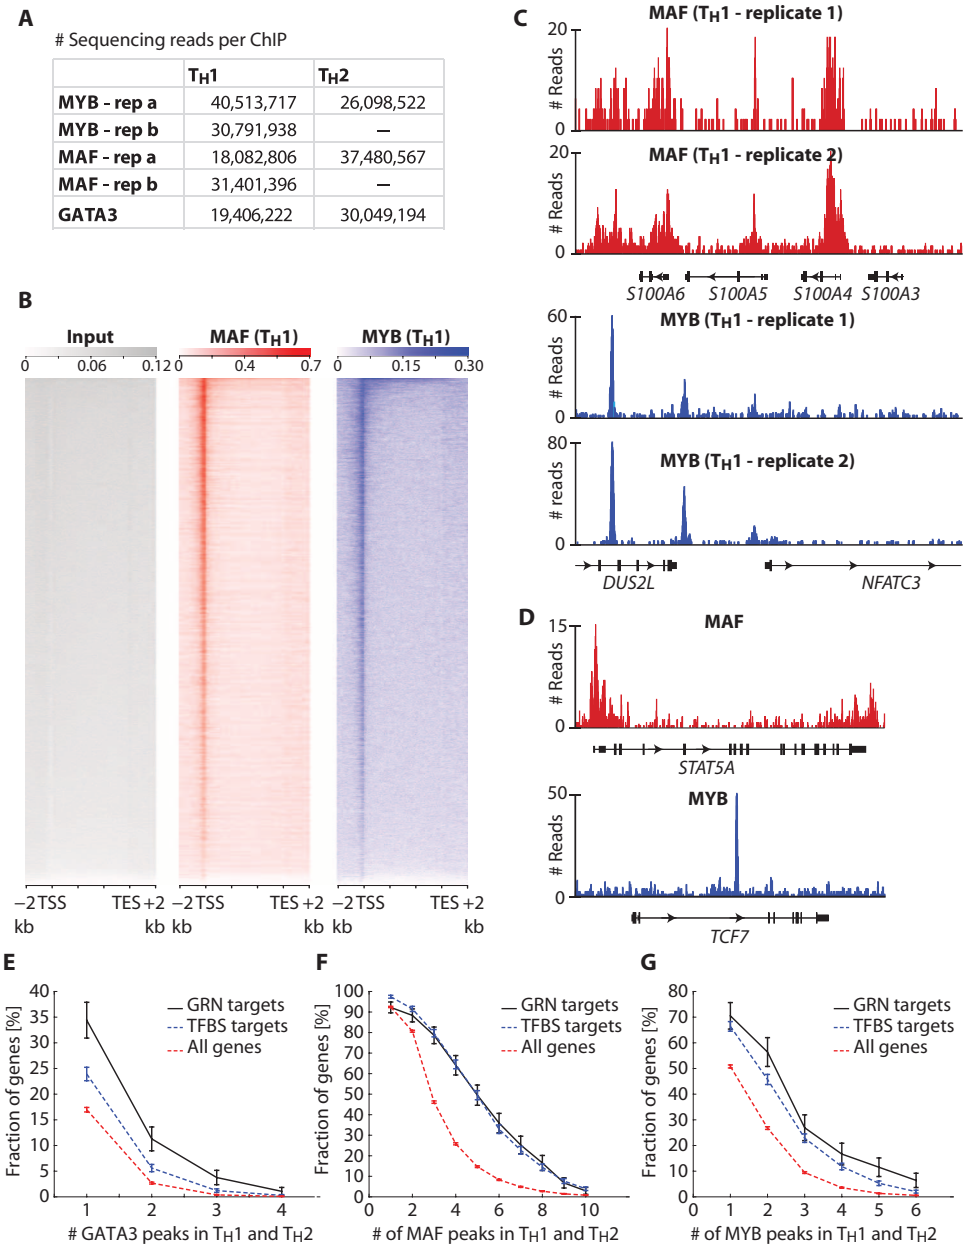 A
# Sequencing reads per ChIP
TH1 TH2
MYB - rep a 40,513,717 26,098,522
MYB - rep b 30,791,938 —
MAF - rep a 18,082,806 37,480,567
MAF - rep b 31,401,396 —
GATA3 19,406,222 30,049,194
B
Input MAF (TH1) MYB (TH1)
0 0.06 0.12 0 0.4 0.7 0 0.15 0.30
−2 TSS TES +2 −2 TSS TES +2 −2 TSS TES +2
kb kb kb kb kb kb
C
MAF (TH1 - replicate 1)
20
# Reads
0
MAF (TH1 - replicate 2)
20
# Reads
0
S100A6 S100A5 S100A4 S100A3
MYB (TH1 - replicate 1)
60
# Reads
0
MYB (TH1 - replicate 2)
80
# reads
0
DUS2L NFATC3
D
MAF
15
# Reads
0
STAT5A
MYB
50
# Reads
0
TCF7
E
Fraction of genes [%]
40
35
30
25
20
15
10
5
0
GRN targets
TFBS targets
All genes
1 2 3 4
# GATA3 peaks in TH1 and TH2
F
Fraction of genes [%]
100
90
80
70
60
50
40
30
20
10
0
GRN targets
TFBS targets
All genes
0 2 4 6 8 10
# of MAF peaks in TH1 and TH2
G
Fraction of genes [%]
80
70
60
50
40
30
20
10
0
GRN targets
TFBS targets
All genes
0 1 2 3 4 5 6
# of MYB peaks in TH1 and TH2